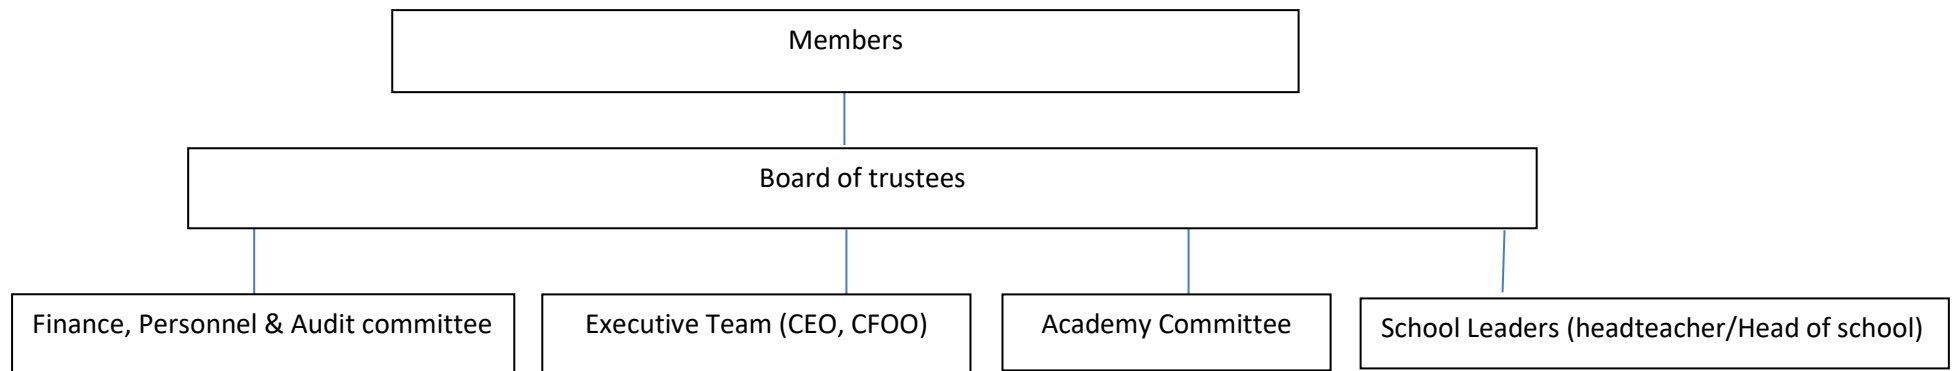 Members
Board of trustees
Finance, Personnel & Audit committee
Executive Team (CEO, CFOO)
Academy Committee
School Leaders (headteacher/Head of school)